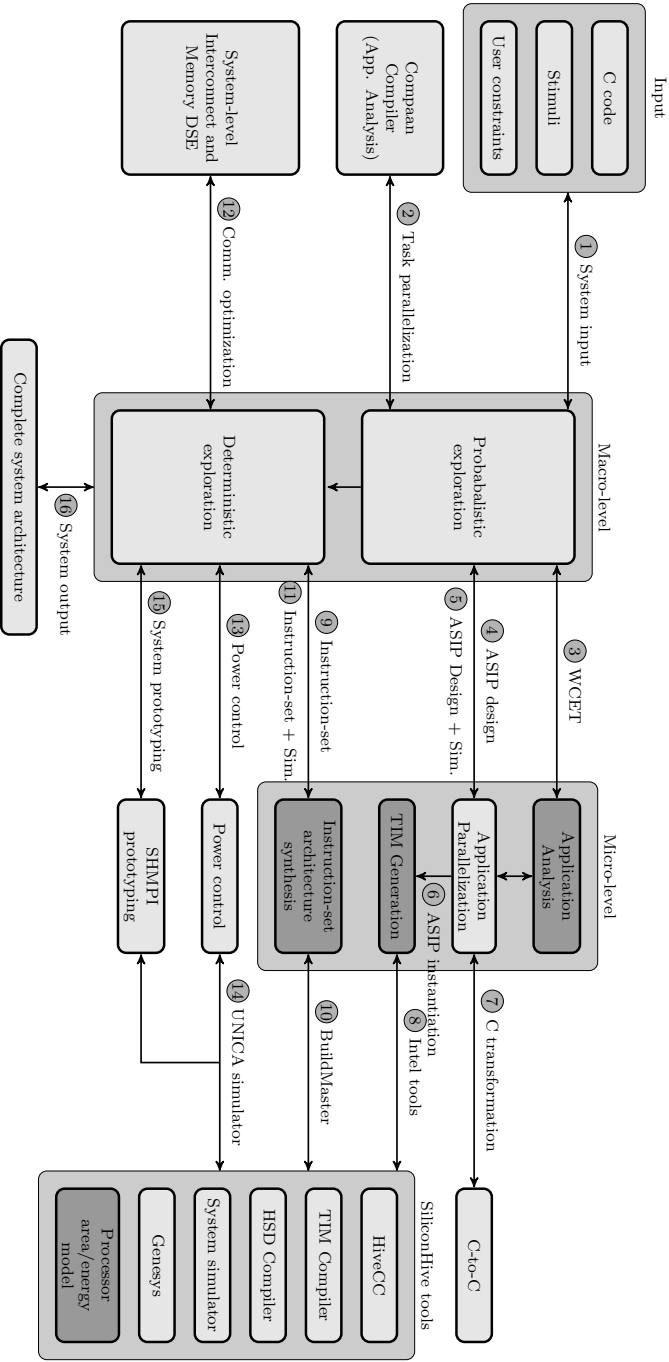 Input
C code
Stimuli
User constraints
Compaan
Compiler
(App. Analysis)
System-level
Interconnect and
Memory DSE
1 System input
2 Task parallelization
12 Comm. optimization
Macro-level
Probabalistic
exploration
Deterministic
exploration
16 System output
Complete system architecture
3 WCET
4 ASIP design
5 ASIP Design + Sim.
9 Instruction-set
11 Instruction-set + Sim.
13 Power control
15 System prototyping
Micro-level
Application
Analysis
Application
Parallelization
6 ASIP instantiation
TIM Generation
Instruction-set
architecture
synthesis
Power control
SHMPI
prototyping
7 C transformation
8 Intel tools
10 BuildMaster
14 UNICA simulator
C-to-C
SiliconHive tools
HiveCC
TIM Compiler
HSD Compiler
System simulator
Genesys
Processor
area/energy
model